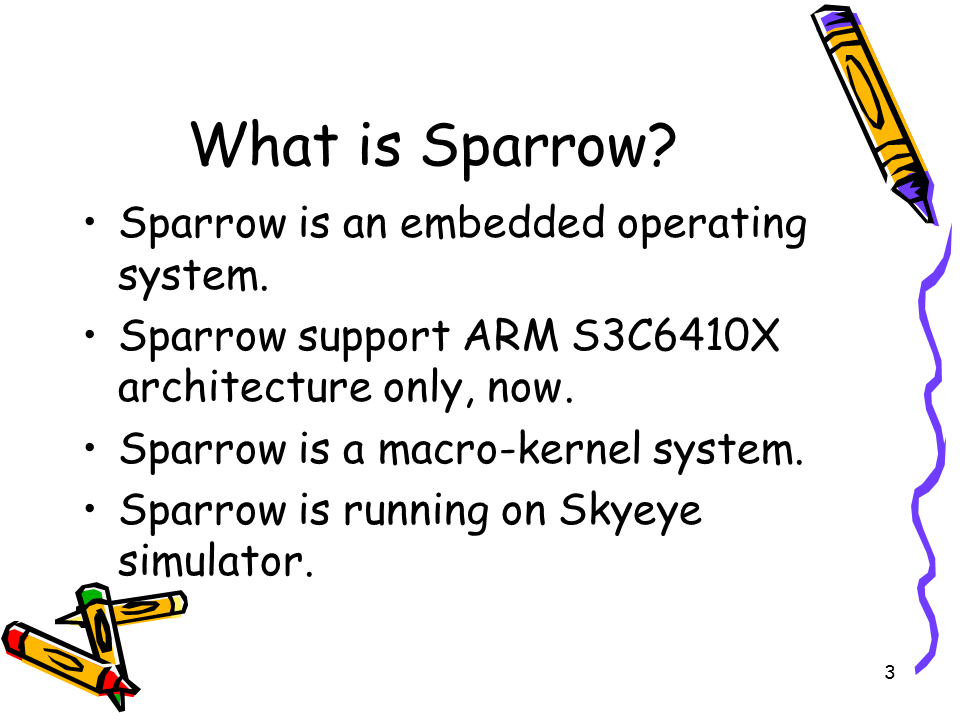 What is Sparrow?
• Sparrow is an embedded operating
system.
• Sparrow support ARM S3C6410X
architecture only, now.
• Sparrow is a macro-kernel system.
• Sparrow is running on Skyeye
simulator.
3